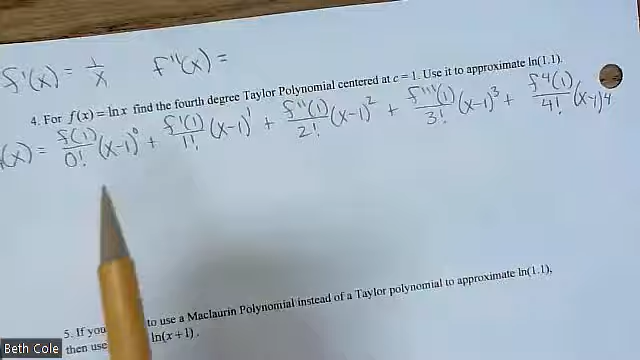 f'(x) = 1/x f''(x) =
4. For f(x) = ln x find the fourth degree Taylor Polynomial centered at c = 1. Use it to approximate ln(1.1).
(x) = f(1)/0! (x-1)^0 + f'(1)/1! (x-1)^1 + f''(1)/2! (x-1)^2 + f'''(1)/3! (x-1)^3 + f^4(1)/4! (x-1)^4
5. If you to use a Maclaurin Polynomial instead of a Taylor polynomial to approximate ln(1.1),
then use ln(x+1).
Beth Cole